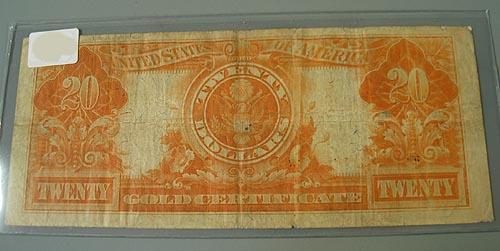 UNITED STATES OF AMERICA
20
TWENTY
DOLLARS
20
TWENTY
GOLD CERTIFICATE
TWENTY